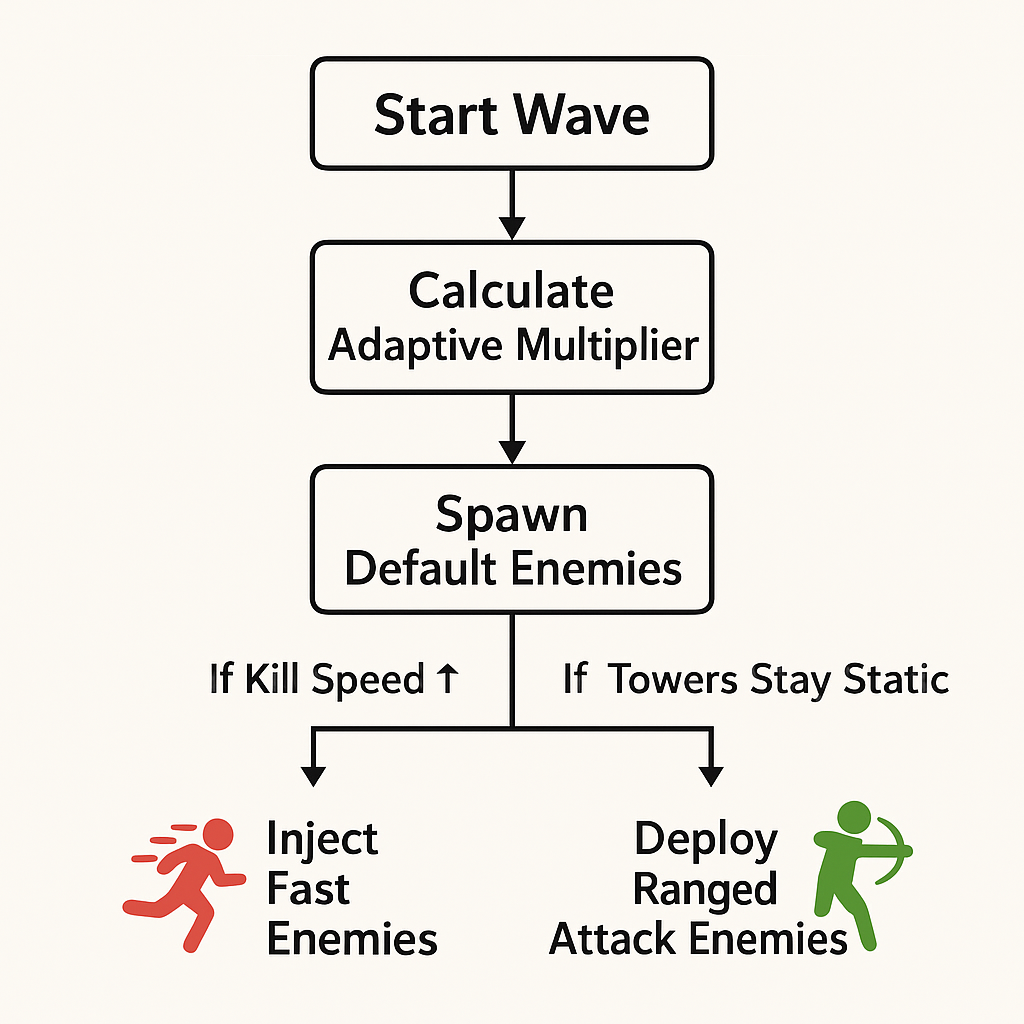 Start Wave
Calculate
Adaptive Multiplier
Spawn
Default Enemies
If Kill Speed ↑
If Towers Stay Static
Inject
Fast
Enemies
Deploy
Ranged
Attack Enemies